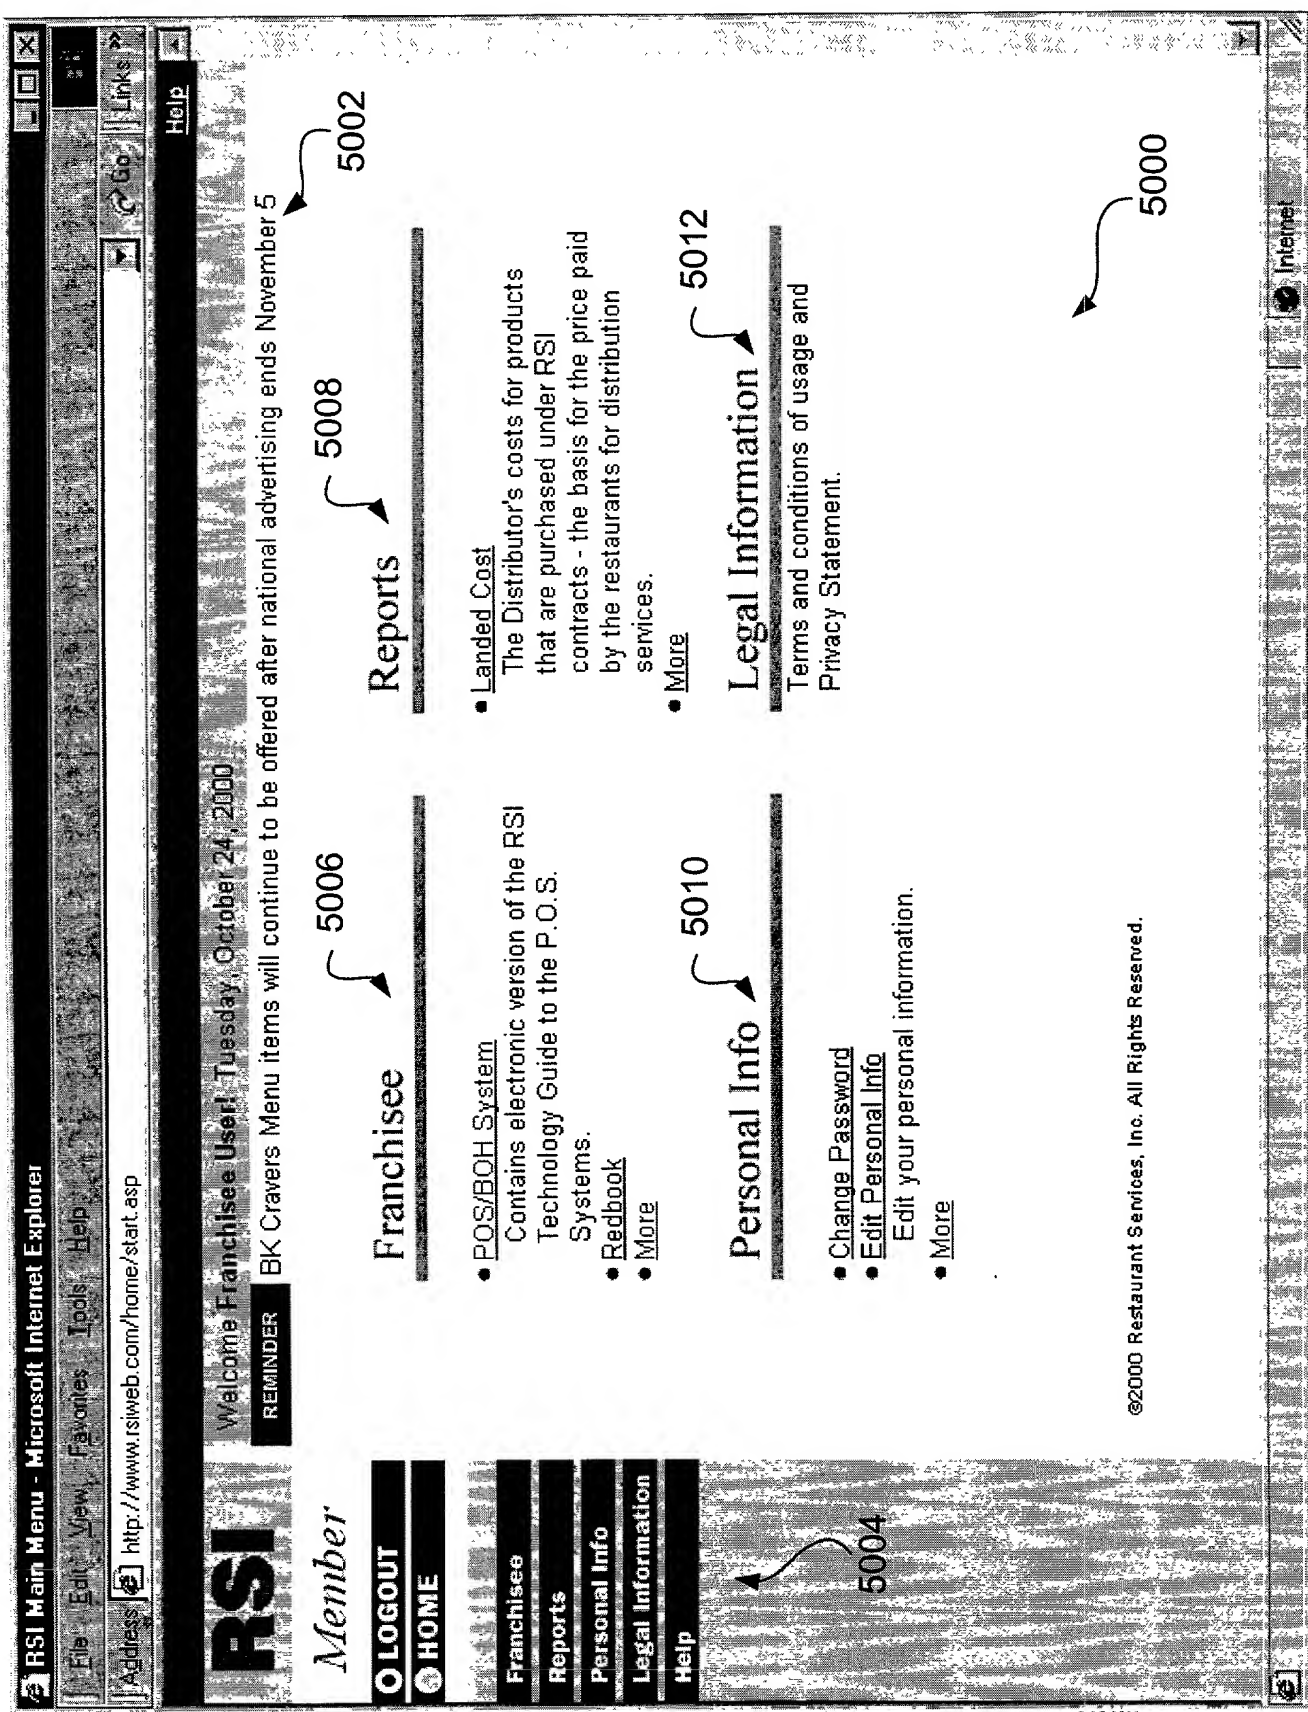 RSI Main Menu - Microsoft Internet Explorer
File Edit View Favorites Tools Help
Address http://www.rsiweb.com/home/start.asp Go Links »
Help
RSI
Welcome Franchisee User! Tuesday, October 24, 2000
REMINDER BK Cravers Menu items will continue to be offered after national advertising ends November 5
5002
Member
LOGOUT
HOME
Franchisee
Reports
Personal Info
Legal Information
Help
5004
Franchisee
5006
• POS/BOH System
Contains electronic version of the RSI
Technology Guide to the P.O.S.
Systems.
• Redbook
• More
Reports
5008
• Landed Cost
The Distributor's costs for products
that are purchased under RSI
contracts - the basis for the price paid
by the restaurants for distribution
services.
• More
Personal Info
5010
• Change Password
• Edit Personal Info
Edit your personal information.
• More
Legal Information
5012
Terms and conditions of usage and
Privacy Statement.
5000
©2000 Restaurant Services, Inc. All Rights Reserved.
Internet